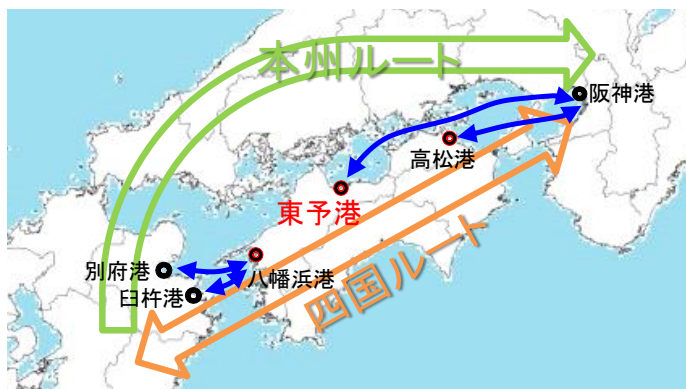 本州ルート
阪神港
高松港
東予港
別府港
八幡浜港
臼杵港
四国ルート